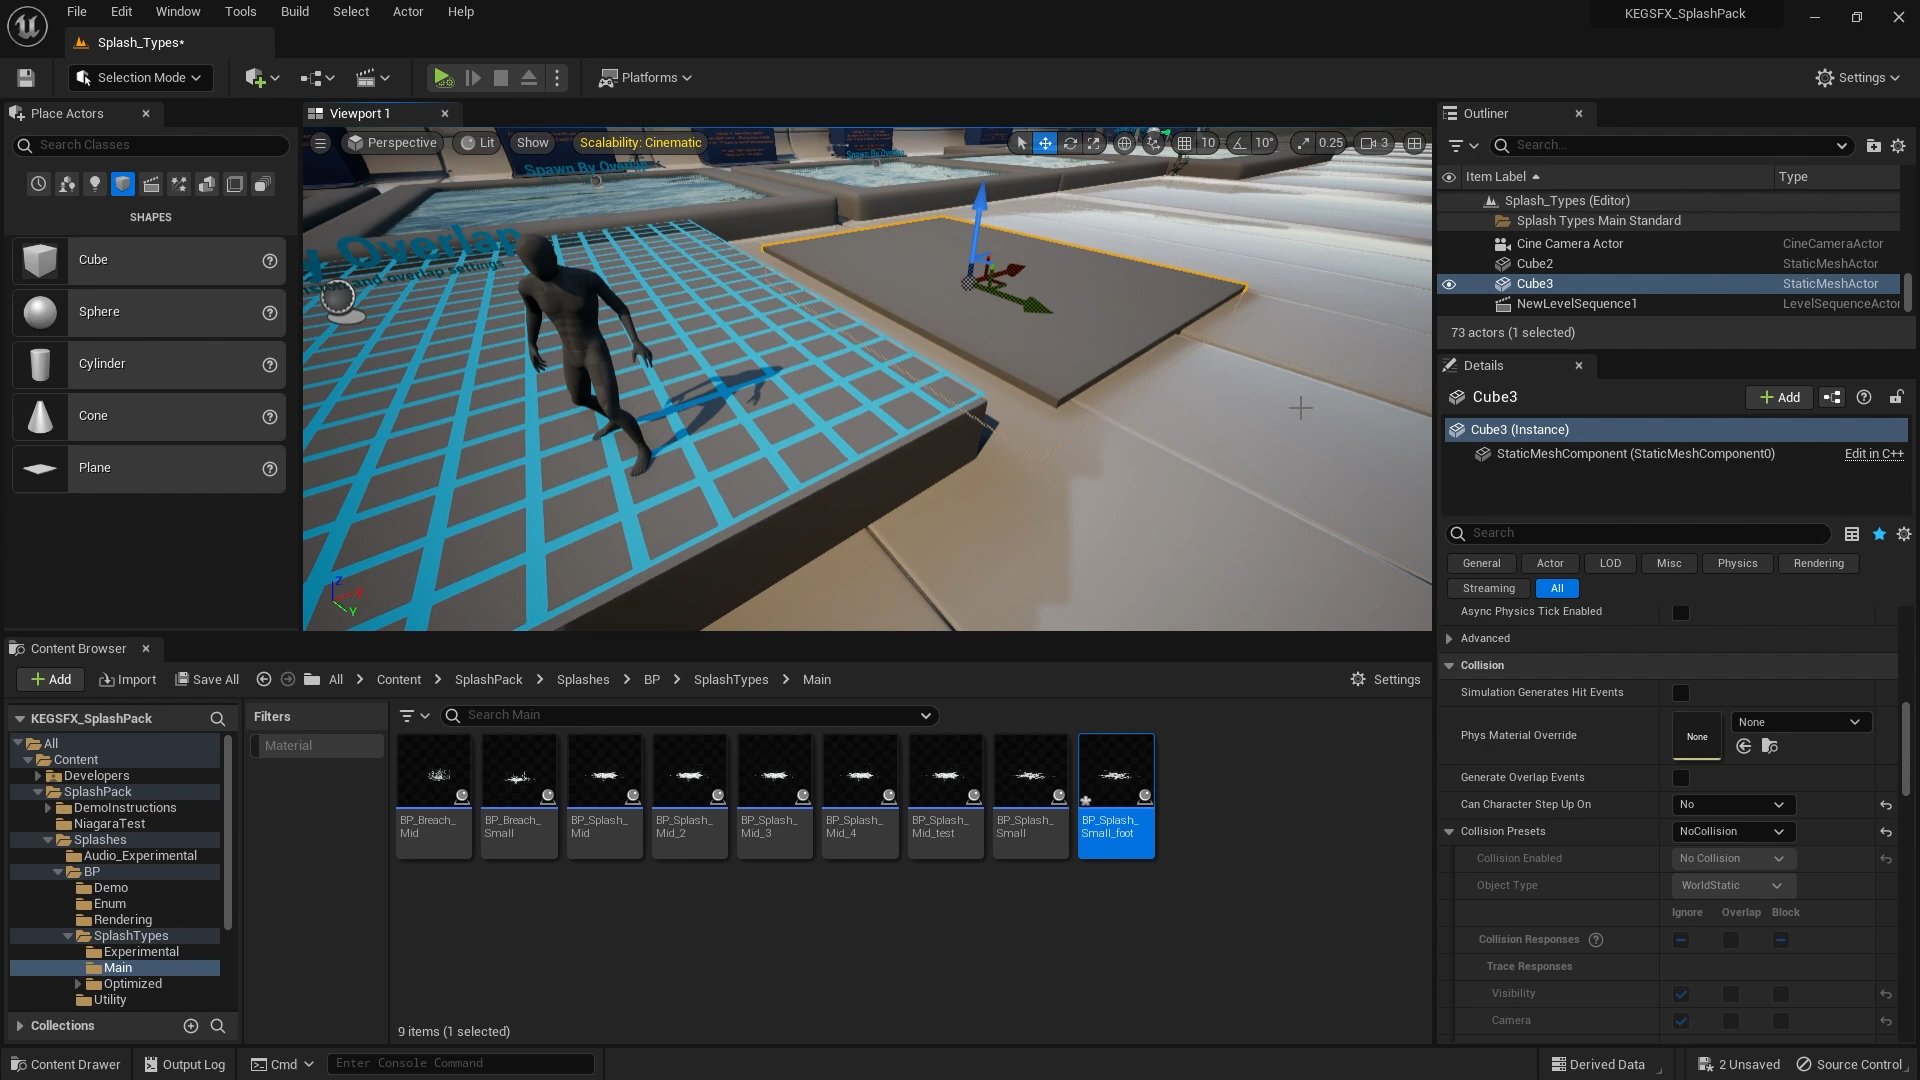 File Edit Window Tools Build Select Actor Help
KEGSFX_SplashPack
Splash_Types*
Selection Mode
Platforms
Settings
Place Actors
Search Classes
SHAPES
Cube
Sphere
Cylinder
Cone
Plane
Viewport 1
Perspective Lit Show Scalability: Cinematic
10 10° 0.25 3
Spawn By Overlap
Overlap
and overlap settings
Z
X
Y
Outliner
Search...
Item Label Type
Splash_Types (Editor)
Splash Types Main Standard
Cine Camera Actor CineCameraActor
Cube2 StaticMeshActor
Cube3 StaticMeshActor
NewLevelSequence1 LevelSequenceActor
73 actors (1 selected)
Details
Cube3
Add
Cube3 (Instance)
StaticMeshComponent (StaticMeshComponent0) Edit in C++
Search
General Actor LOD Misc Physics Rendering
Streaming All
Async Physics Tick Enabled
Advanced
Collision
Simulation Generates Hit Events
Phys Material Override None None
Generate Overlap Events
Can Character Step Up On No
Collision Presets NoCollision
Collision Enabled No Collision
Object Type WorldStatic
Ignore Overlap Block
Collision Responses
Trace Responses
Visibility
Camera
Content Browser
Add Import Save All All Content SplashPack Splashes BP SplashTypes Main Settings
KEGSFX_SplashPack
All
Content
Developers
SplashPack
DemoInstructions
NiagaraTest
Splashes
Audio_Experimental
BP
Demo
Enum
Rendering
SplashTypes
Experimental
Main
Optimized
Utility
Collections
Filters
Material
Search Main
BP_Breach_
Mid
BP_Breach_
Small
BP_Splash_
Mid
BP_Splash_
Mid_2
BP_Splash_
Mid_3
BP_Splash_
Mid_4
BP_Splash_
Mid_test
BP_Splash_
Small
BP_Splash_
Small_foot
9 items (1 selected)
Content Drawer Output Log Cmd Enter Console Command
Derived Data 2 Unsaved Source Control